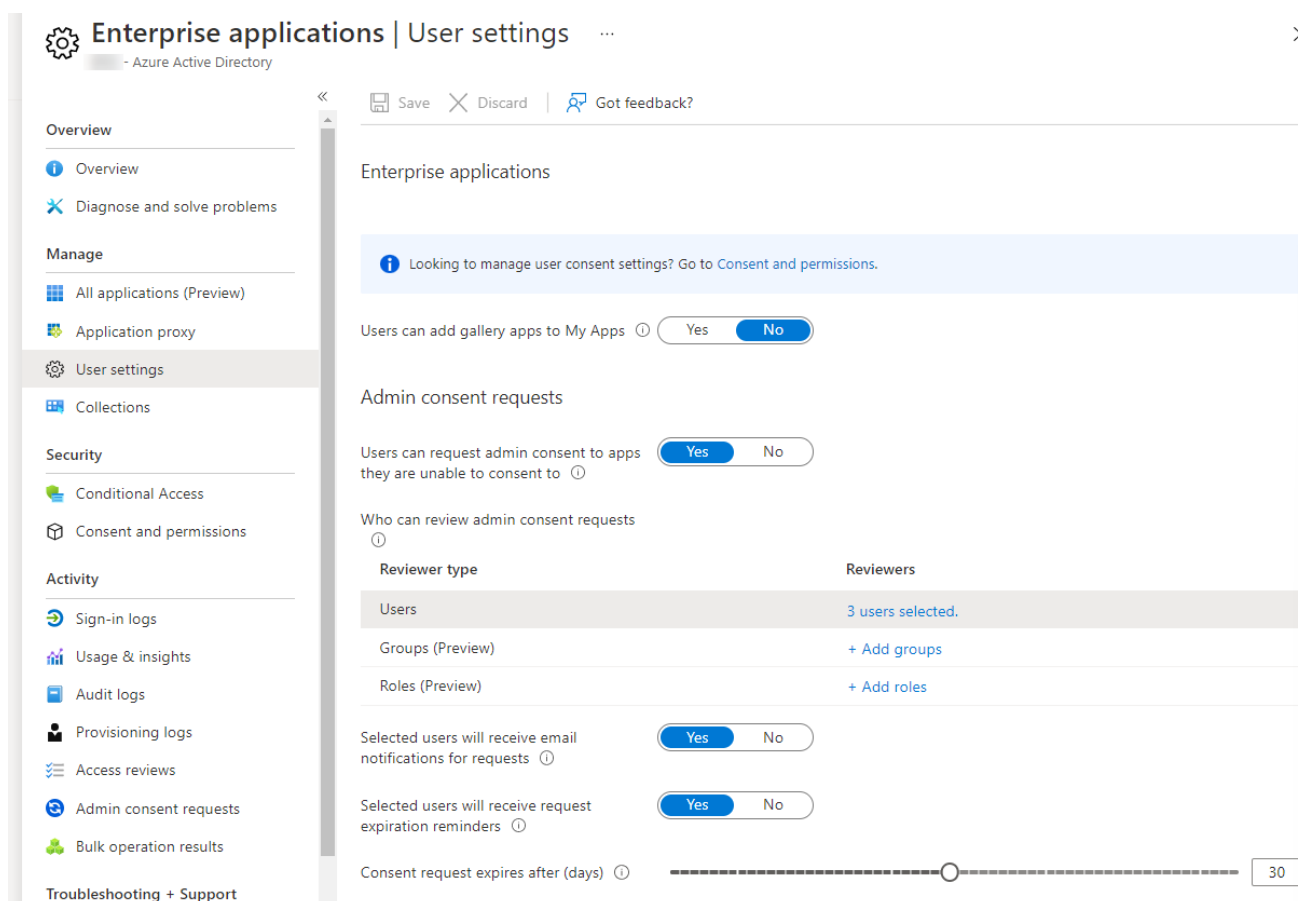 Enterprise applications | User settings ...
- Azure Active Directory
«
Save Discard Got feedback?
Overview
Overview
Diagnose and solve problems
Manage
All applications (Preview)
Application proxy
User settings
Collections
Security
Conditional Access
Consent and permissions
Activity
Sign-in logs
Usage & insights
Audit logs
Provisioning logs
Access reviews
Admin consent requests
Bulk operation results
Troubleshooting + Support
Enterprise applications
Looking to manage user consent settings? Go to Consent and permissions.
Users can add gallery apps to My Apps Yes No
Admin consent requests
Users can request admin consent to apps Yes No
they are unable to consent to
Who can review admin consent requests
Reviewer type Reviewers
Users 3 users selected.
Groups (Preview) + Add groups
Roles (Preview) + Add roles
Selected users will receive email Yes No
notifications for requests
Selected users will receive request Yes No
expiration reminders
Consent request expires after (days) 30